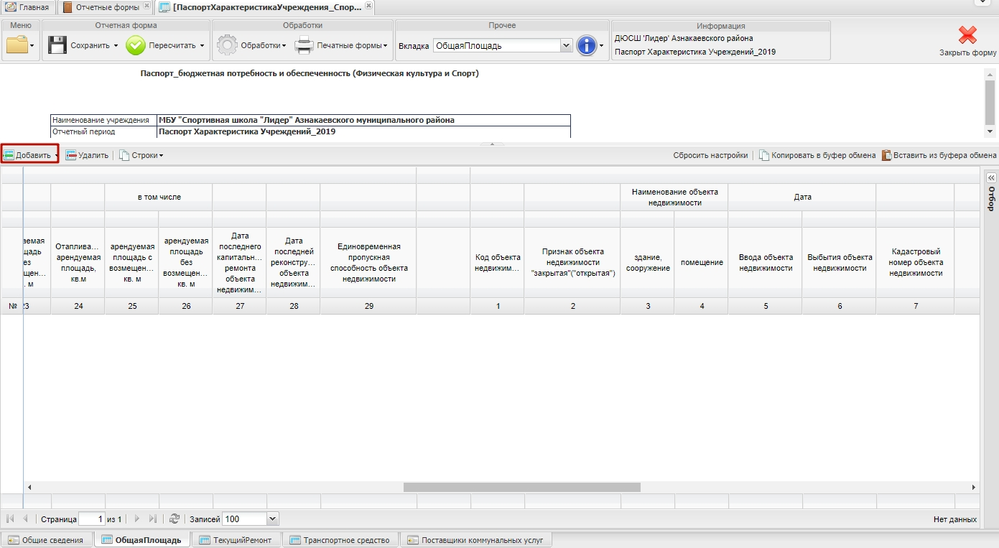 Главная
Отчетные формы
[ПаспортХарактеристикаУчреждения_Спор...
Меню
Отчетная форма
Обработки
Прочее
Информация
Сохранить
Пересчитать
Обработки
Печатные формы
Вкладка
ОбщаяПлощадь
ДЮСШ 'Лидер' Азнакаевского района
Паспорт Характеристика Учреждений_2019
Закрыть форму
Паспорт_бюджетная потребность и обеспеченность (Физическая культура и Спорт)
Наименование учреждения МБУ "Спортивная школа "Лидер" Азнакаевского муниципального района
Отчетный период Паспорт Характеристика Учреждений_2019
Добавить
Удалить
Строки
Сбросить настройки
Копировать в буфер обмена
Вставить из буфера обмена
Отбор
в том числе
Наименование объекта
недвижимости
Дата
Отаплива...
арендуемая
площадь,
кв.м
арендуемая
площадь с
возмещен...
кв. м
арендуемая
площадь
без
возмещен...
кв. м
Дата
последнего
капитальн...
ремонта
объекта
недвижим...
Дата
последней
реконстру...
объекта
недвижим...
Единовременная
пропускная
способность объекта
недвижимости
Код объекта
недвижим...
Признак объекта
недвижимости
"закрытая"("открытая")
здание,
сооружение
помещение
Ввода объекта
недвижимости
Выбытия объекта
недвижимости
Кадастровый
номер объекта
недвижимости
№ 23 24 25 26 27 28 29 1 2 3 4 5 6 7
Страница 1 из 1
Записей 100
Нет данных
Общие сведения
ОбщаяПлощадь
ТекущийРемонт
Транспортное средство
Поставщики коммунальных услуг